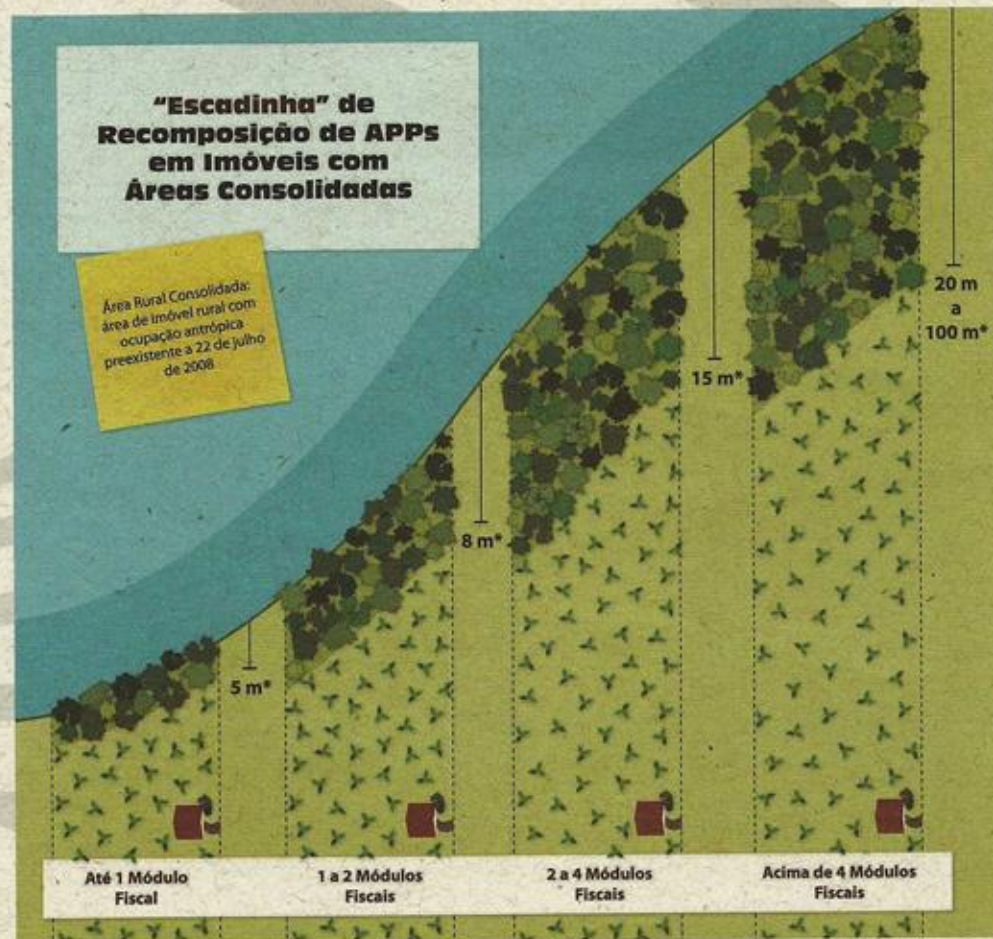 “Escadinha” de
Recomposição de APPs
em Imóveis com
Áreas Consolidadas
Área Rural Consolidada:
área de imóvel rural com
ocupação antrópica
preexistente a 22 de julho
de 2008
20 m
a
100 m*
15 m*
8 m*
5 m*
Até 1 Módulo
Fiscal
1 a 2 Módulos
Fiscais
2 a 4 Módulos
Fiscais
Acima de 4 Módulos
Fiscais